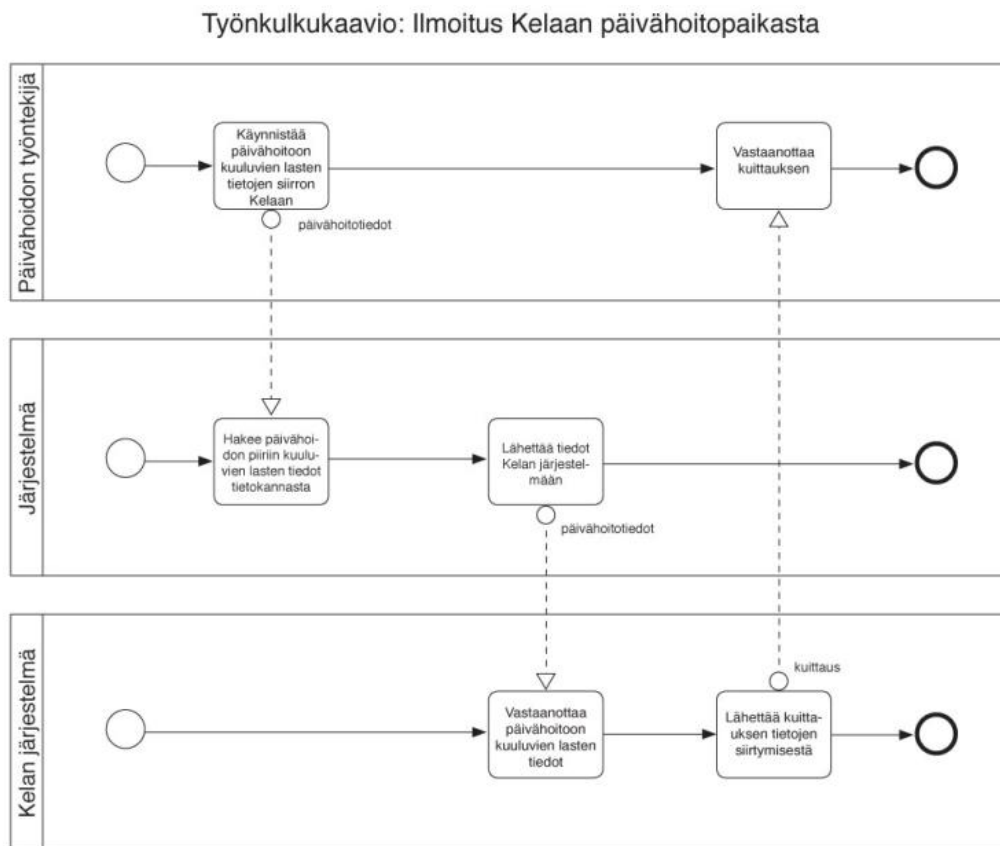 Työnkulkukaavio: Ilmoitus Kelaan päivähoitopaikasta
Päivähoidon työntekijä
Käynnistää
päivähoitoon
kuuluvien lasten
tietojen siirron
Kelaan
Vastaanottaa
kuittauksen
päivähoitotiedot
Järjestelmä
Hakee päivähoi-
don piiriin kuulu-
vien lasten tiedot
tietokannasta
Lähettää tiedot
Kelan järjestel-
mään
päivähoitotiedot
Kelan järjestelmä
kuittaus
Vastaanottaa
päivähoitoon
kuuluvien lasten
tiedot
Lähettää kuitta-
uksen tietojen
siirtymisestä